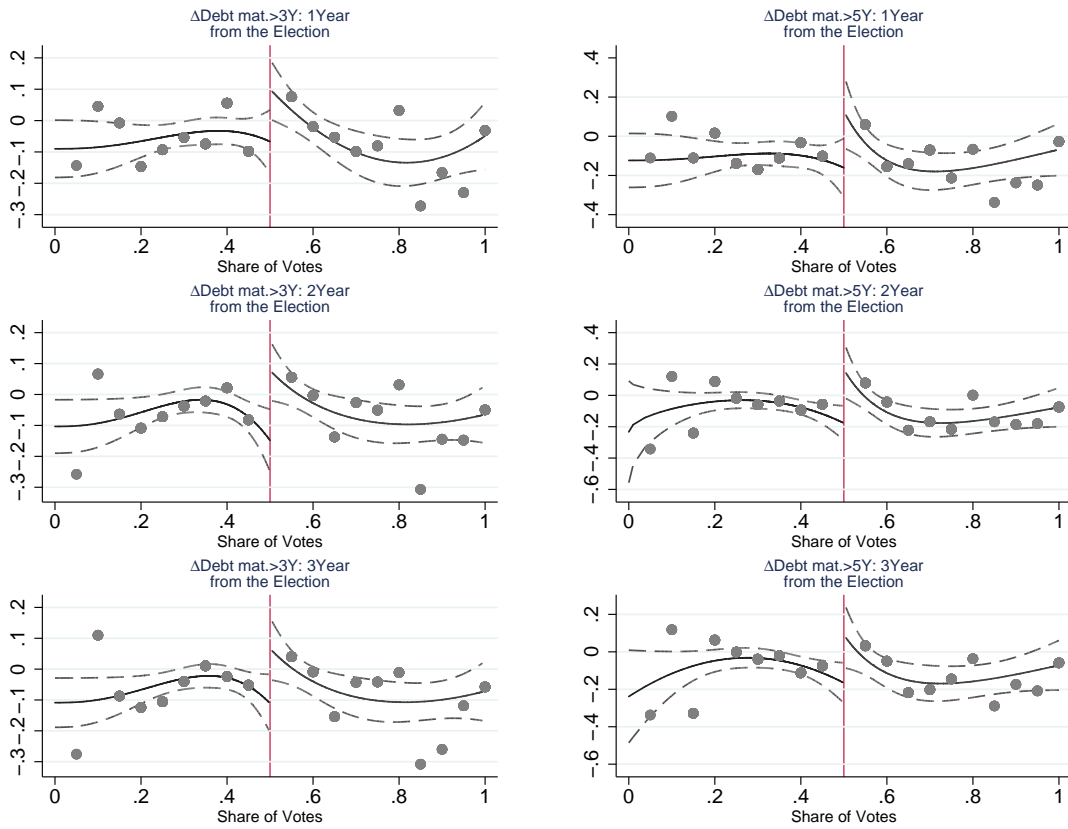 ΔDebt mat.>3Y: 1Year
from the Election
.2
.1
0
-.1
-.2
-.3
0 .2 .4 .6 .8 1
Share of Votes
ΔDebt mat.>5Y: 1Year
from the Election
.4
.2
0
-.2
-.4
0 .2 .4 .6 .8 1
Share of Votes
ΔDebt mat.>3Y: 2Year
from the Election
.2
.1
0
-.1
-.2
-.3
0 .2 .4 .6 .8 1
Share of Votes
ΔDebt mat.>5Y: 2Year
from the Election
.4
.2
0
-.2
-.4
-.6
0 .2 .4 .6 .8 1
Share of Votes
ΔDebt mat.>3Y: 3Year
from the Election
.2
.1
0
-.1
-.2
-.3
0 .2 .4 .6 .8 1
Share of Votes
ΔDebt mat.>5Y: 3Year
from the Election
.2
0
-.2
-.4
-.6
0 .2 .4 .6 .8 1
Share of Votes